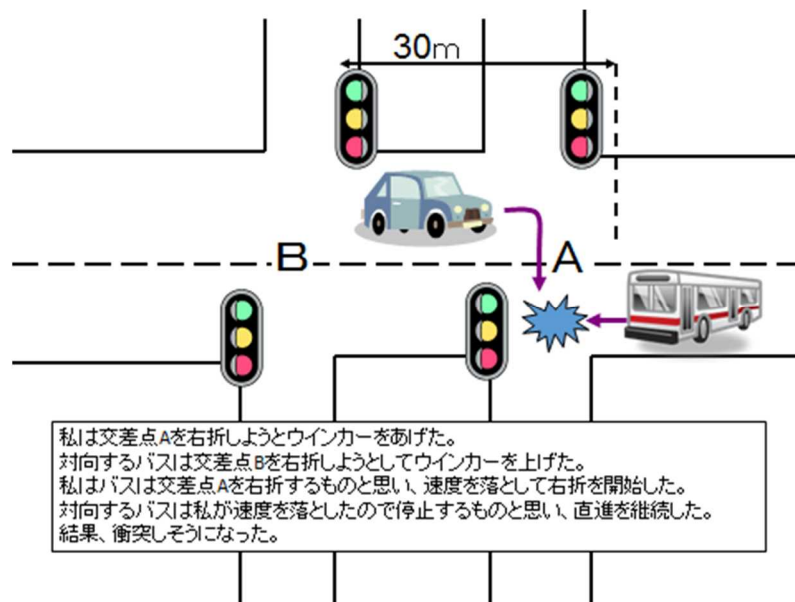 30m
B
A
私は交差点Aを右折しようとウインカーをあげた。
対向するバスは交差点Bを右折しようとしてウインカーを上げた。
私はバスは交差点Aを右折するものと思い、速度を落として右折を開始した。
対向するバスは私が速度を落としたので停止するものと思い、直進を継続した。
結果、衝突しそうになった。